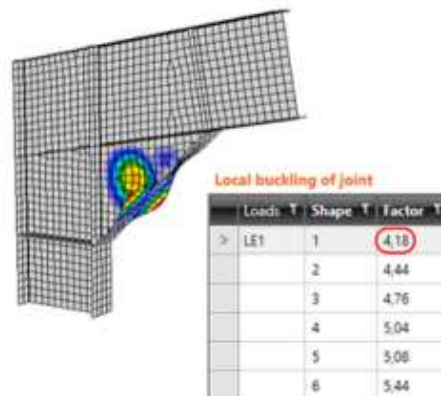 Local buckling of joint
Loads Shape Factor
> LE1 1 4,18
2 4,44
3 4,76
4 5,04
5 5,08
6 5,44